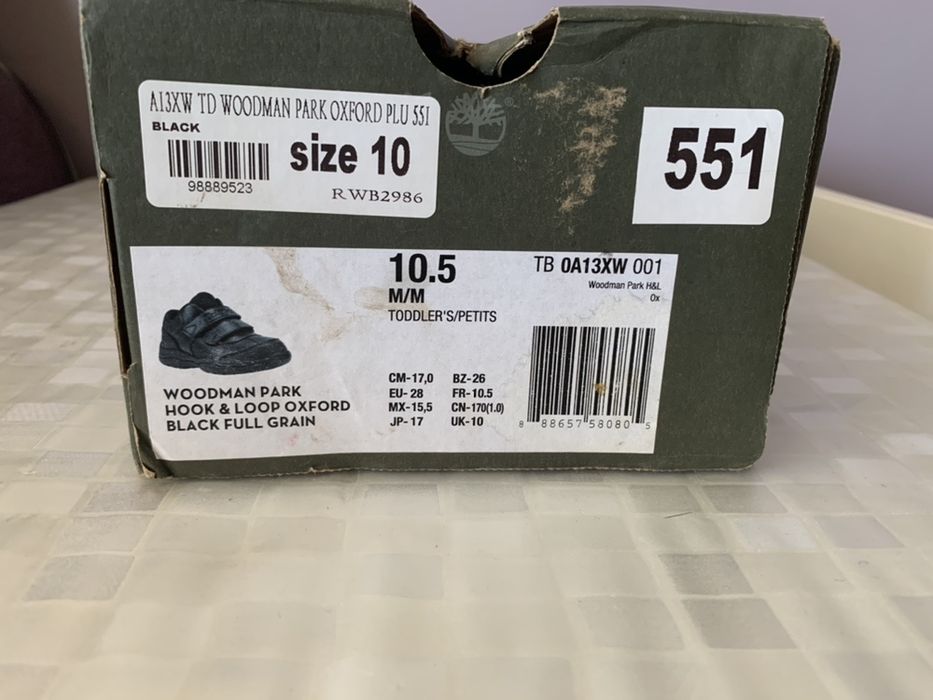 A13XW TD WOODMAN PARK OXFORD PLU 551
BLACK
size 10
98889523
RWB2986
®
551
10.5
M/M
TODDLER'S/PETITS
TB 0A13XW 001
Woodman Park H&L
Ox
WOODMAN PARK
HOOK & LOOP OXFORD
BLACK FULL GRAIN
CM-17,0 BZ-26
EU-28 FR-10.5
MX-15,5 CN-170(1.0)
JP-17 UK-10
8 88657 58080 5